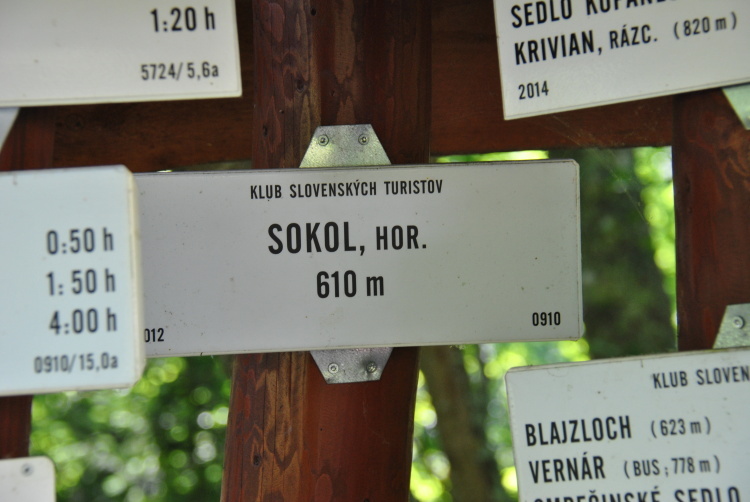 1:20 h
5724/5,6a
KRIVIAN, RÁZC. (820 m)
2014
KLUB SLOVENSKÝCH TURISTOV
SOKOL, HOR.
610 m
012
0910
0:50 h
1:50 h
4:00 h
0910/15,0a
KLUB
BLAJZLOCH (623 m)
VERNÁR (BUS; 778 m)
SEDLO